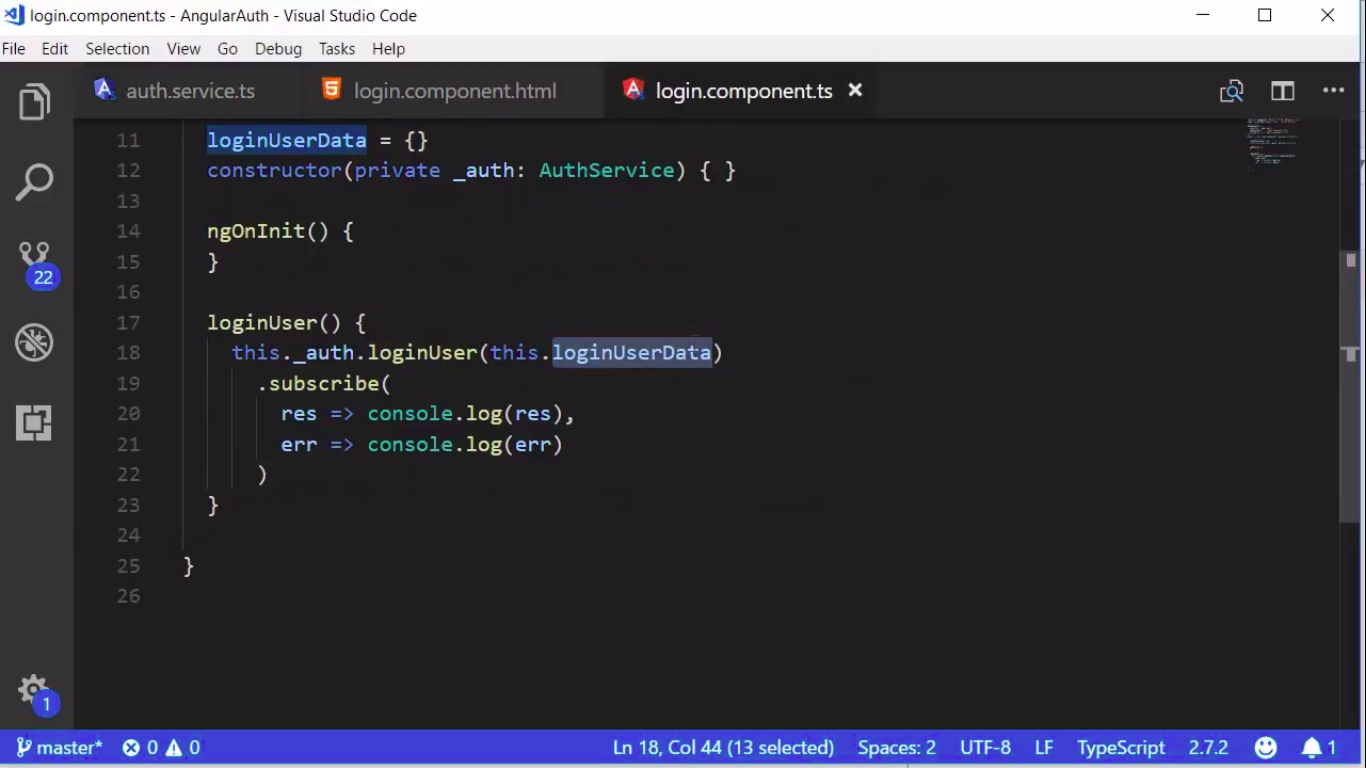 login.component.ts - AngularAuth - Visual Studio Code
File Edit Selection View Go Debug Tasks Help
auth.service.ts login.component.html login.component.ts
11 loginUserData = {}
12 constructor(private _auth: AuthService) { }
13
14 ngOnInit() {
15 }
16
17 loginUser() {
18 this._auth.loginUser(this.loginUserData)
19 .subscribe(
20 res => console.log(res),
21 err => console.log(err)
22 )
23 }
24
25 }
26
22
1
master* 0 0 Ln 18, Col 44 (13 selected) Spaces: 2 UTF-8 LF TypeScript 2.7.2 1